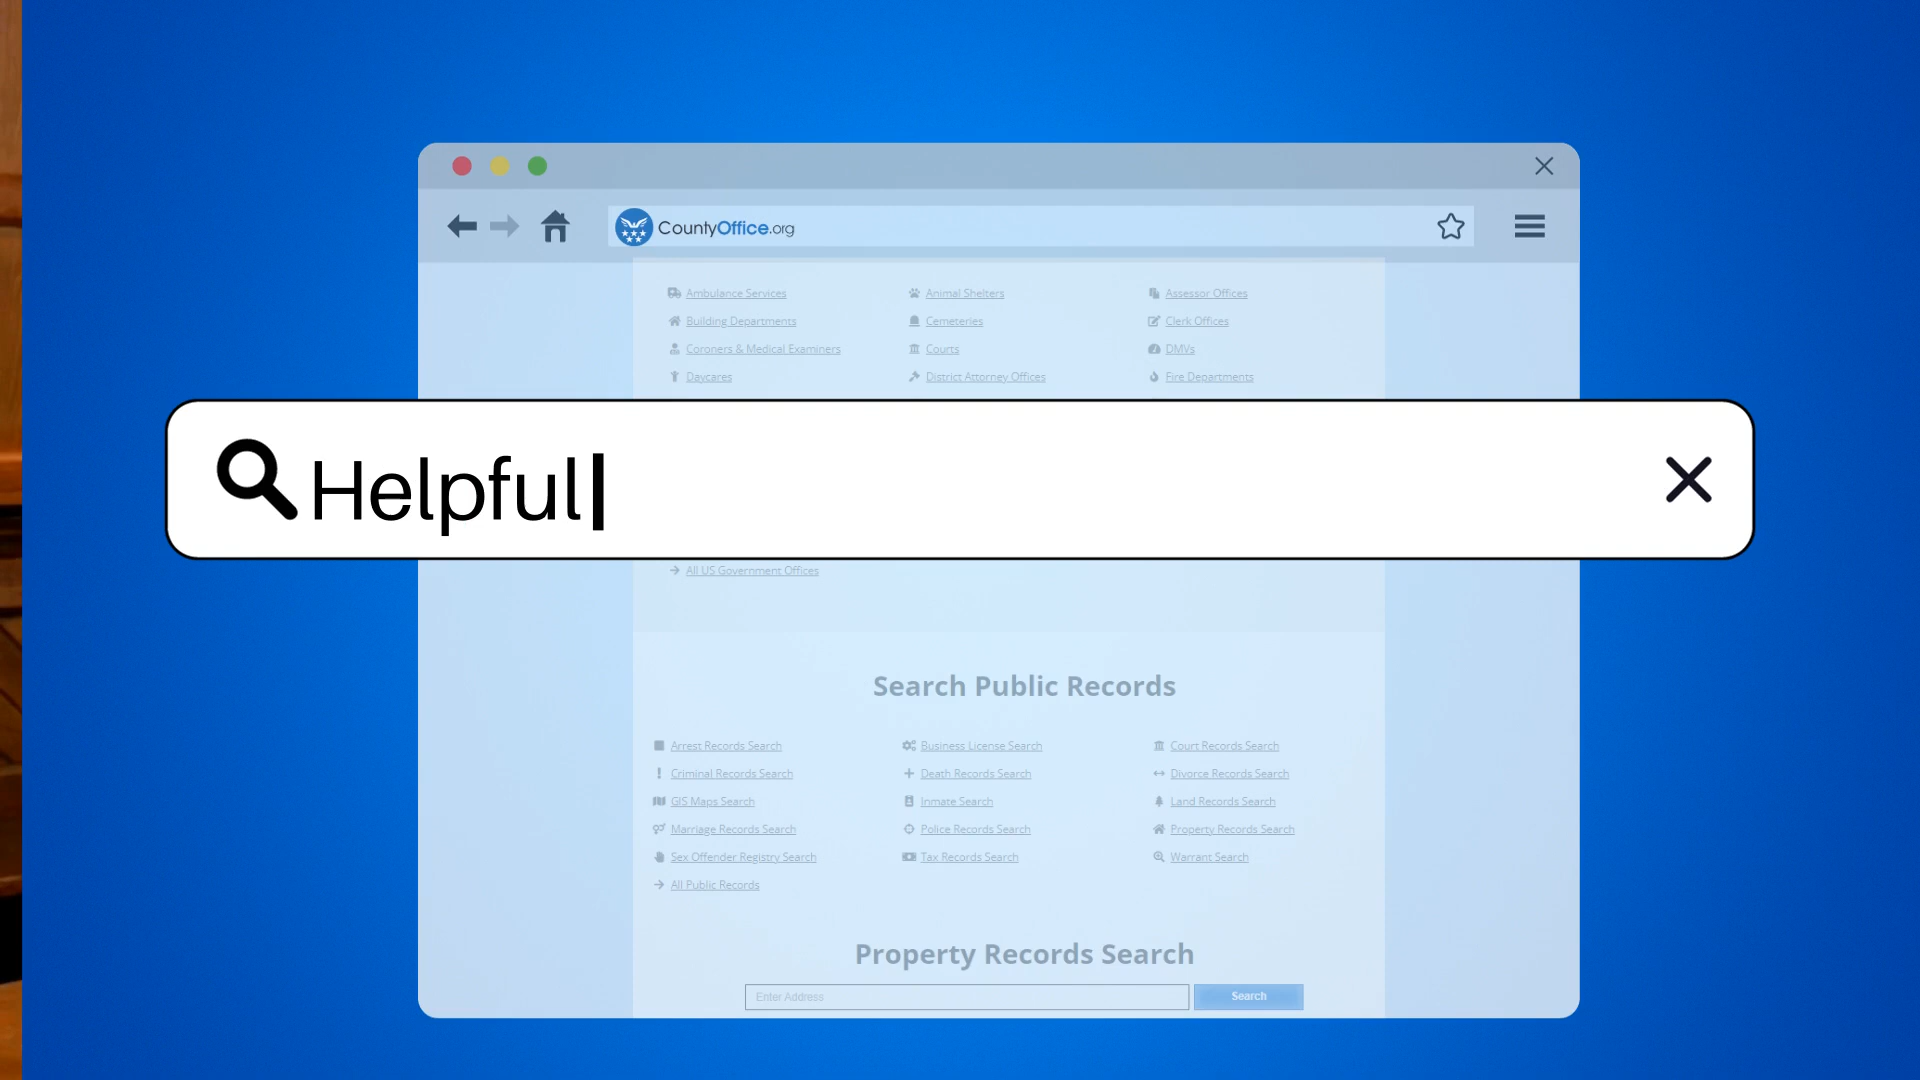 CountyOffice.org
Ambulance Services Animal Shelters Assessor Offices
Building Departments Cemeteries Clerk Offices
Coroners & Medical Examiners Courts DMVs
Daycares District Attorney Offices Fire Departments
Helpful
All US Government Offices
Search Public Records
Arrest Records Search Business License Search Court Records Search
Criminal Records Search Death Records Search Divorce Records Search
GIS Maps Search Inmate Search Land Records Search
Marriage Records Search Police Records Search Property Records Search
Sex Offender Registry Search Tax Records Search Warrant Search
All Public Records
Property Records Search
Enter Address Search